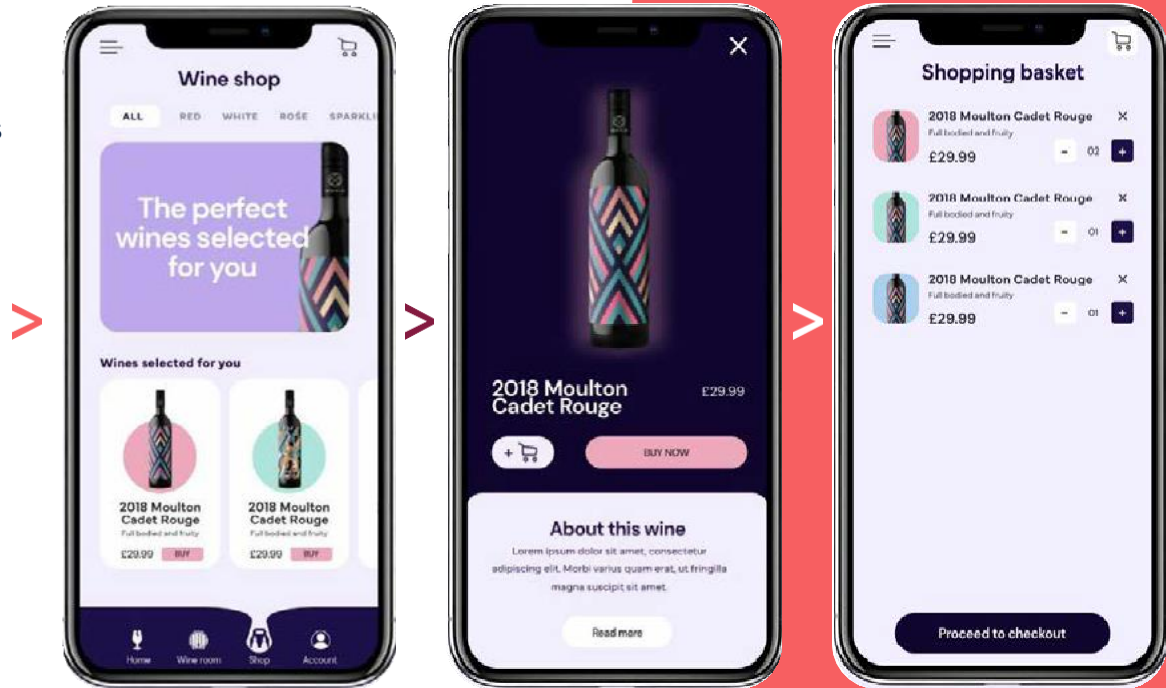 s
>
Wine shop
ALL RED WHITE ROSÉ SPARKLI
The perfect
wines selected
for you
Wines selected for you
2018 Moulton
Cadet Rouge
Full bodied and fruity
£29.99 BUY
2018 Moulton
Cadet Rouge
Full bodied and fruity
£29.99 BUY
Home Wine room Shop Account
>
2018 Moulton
Cadet Rouge
£29.99
+
BUY NOW
About this wine
Lorem ipsum dolor sit amet, consectetur
adipiscing elit. Morbi varius quam erat, ut fringilla
magna suscipit sit amet.
Read more
>
Shopping basket
2018 Moulton Cadet Rouge
Full bodied and fruity
£29.99 - 02 +
2018 Moulton Cadet Rouge
Full bodied and fruity
£29.99 - 01 +
2018 Moulton Cadet Rouge
Full bodied and fruity
£29.99 - 01 +
Proceed to checkout